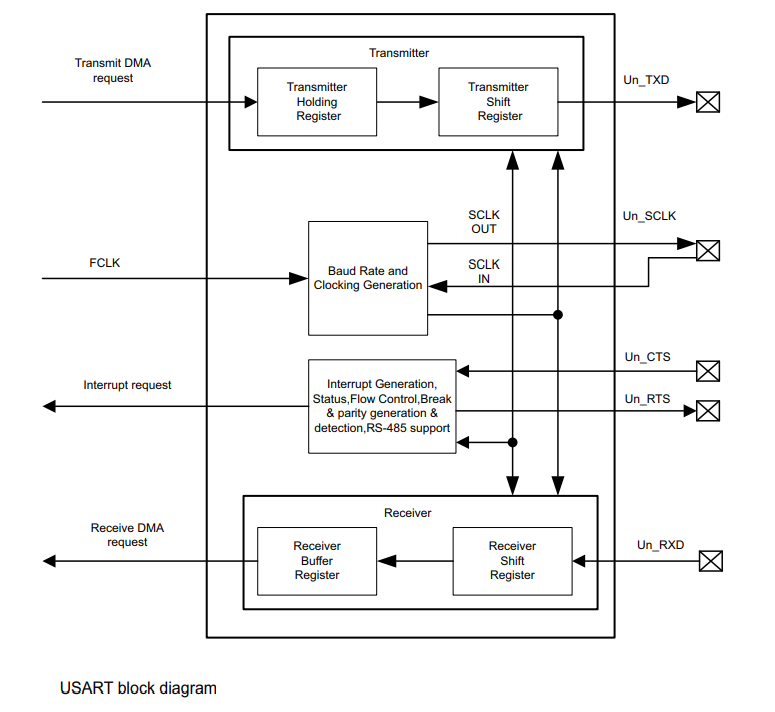 Transmitter
Transmit DMA
request
Transmitter
Holding
Register
Transmitter
Shift
Register
Un_TXD
SCLK
OUT
Un_SCLK
FCLK
Baud Rate and
Clocking Generation
SCLK
IN
Un_CTS
Interrupt request
Interrupt Generation,
Status,Flow Control,Break
& parity generation &
detection,RS-485 support
Un_RTS
Receiver
Receive DMA
request
Receiver
Buffer
Register
Receiver
Shift
Register
Un_RXD
USART block diagram